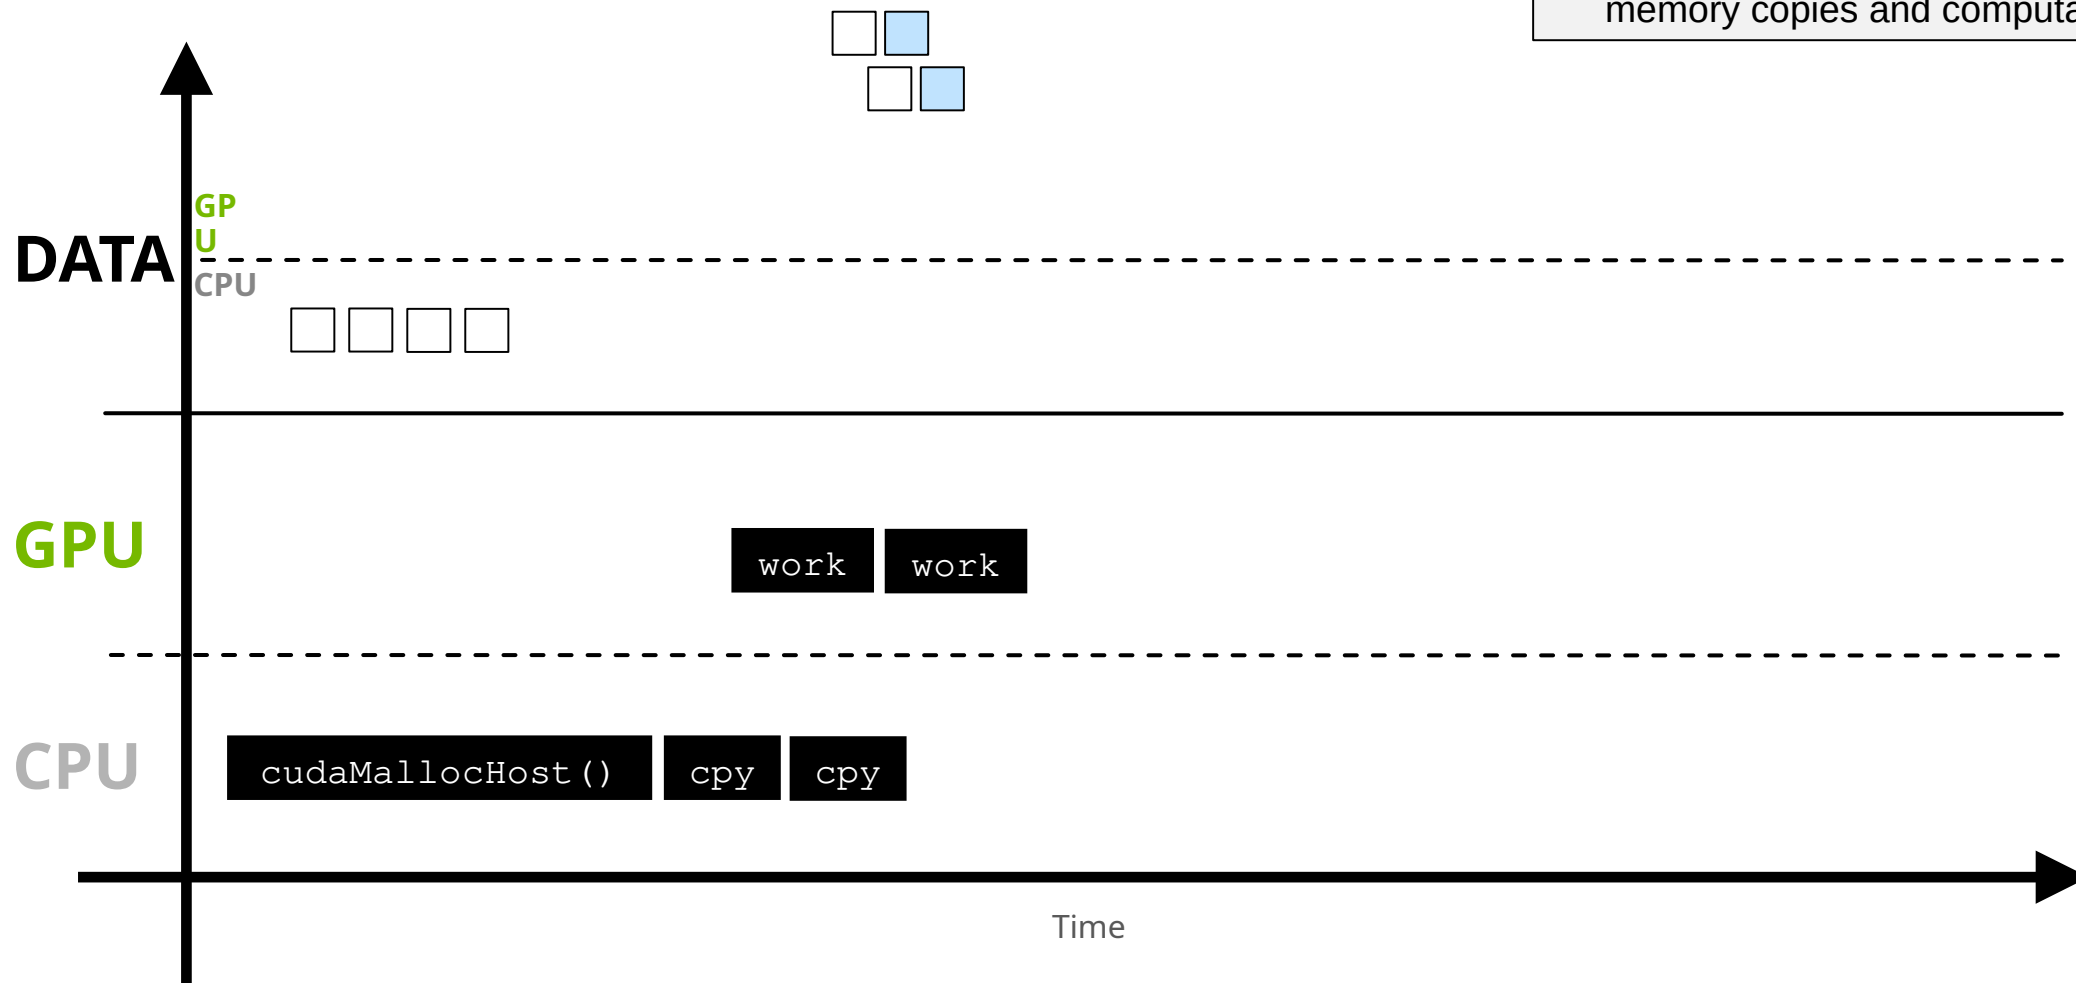 memory copies and computa
GP
U
DATA
CPU
GPU
work work
CPU
cudaMallocHost() cpy cpy
Time